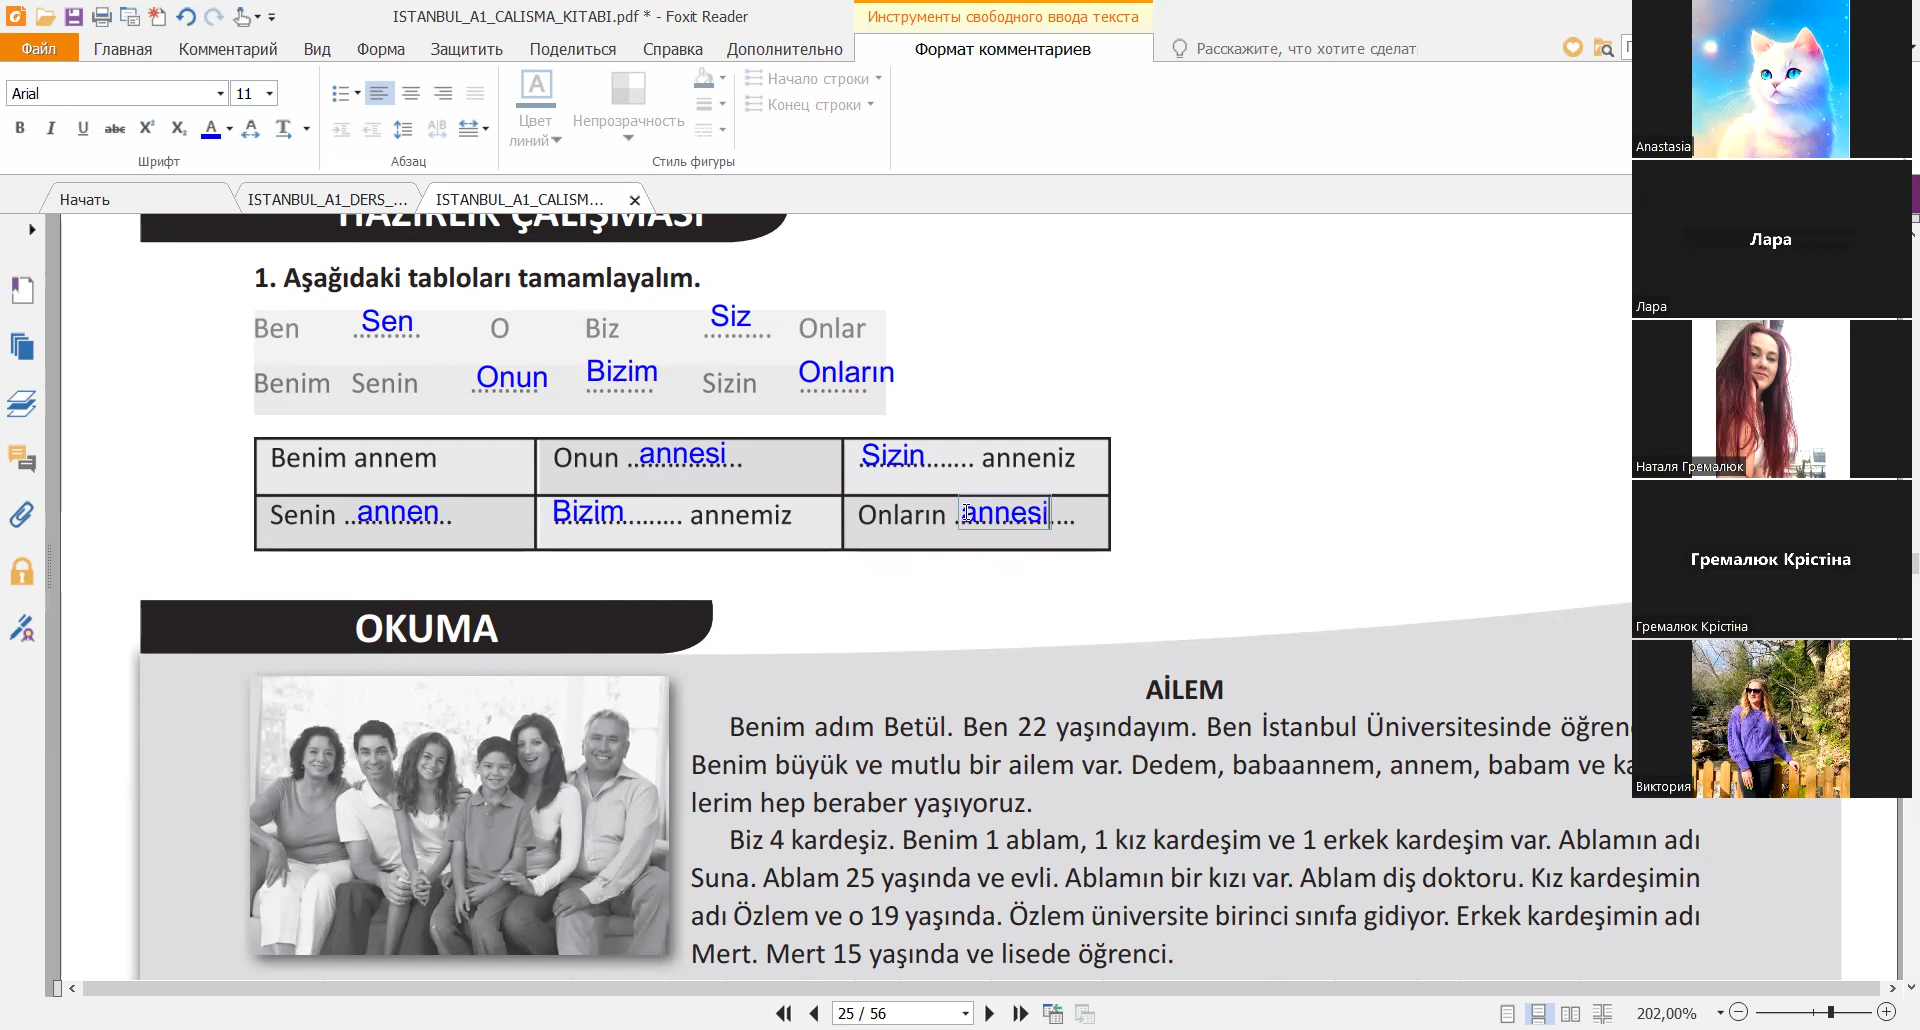 ISTANBUL_A1_CALISMA_KITABI.pdf * - Foxit Reader
Инструменты свободного ввода текста
Файл Главная Комментарий Вид Форма Защитить Поделиться Справка Дополнительно Формат комментариев Расскажите, что хотите сделат
Arial 11
Цвет линий
Непрозрачность
Начало строки
Конец строки
Шрифт Абзац Стиль фигуры
Начать ISTANBUL_A1_DERS_... ISTANBUL_A1_CALISM...
HAZIRLIK ÇALIŞMASI
1. Aşağıdaki tabloları tamamlayalım.
Ben Sen O Biz Siz Onlar
Benim Senin Onun Bizim Sizin Onların
Benim annem Onun annesi Sizin anneniz
Senin annen Bizim annemiz Onların annesi
OKUMA
AİLEM
Benim adım Betül. Ben 22 yaşındayım. Ben İstanbul Üniversitesinde öğren
Benim büyük ve mutlu bir ailem var. Dedem, babaannem, annem, babam ve ka
lerim hep beraber yaşıyoruz.
Biz 4 kardeşiz. Benim 1 ablam, 1 kız kardeşim ve 1 erkek kardeşim var. Ablamın adı
Suna. Ablam 25 yaşında ve evli. Ablamın bir kızı var. Ablam diş doktoru. Kız kardeşimin
adı Özlem ve o 19 yaşında. Özlem üniversite birinci sınıfa gidiyor. Erkek kardeşimin adı
Mert. Mert 15 yaşında ve lisede öğrenci.
25 / 56
202,00%
Anastasia
Лара
Лара
Наталя Гремалюк
Гремалюк Крістіна
Гремалюк Крістіна
Виктория